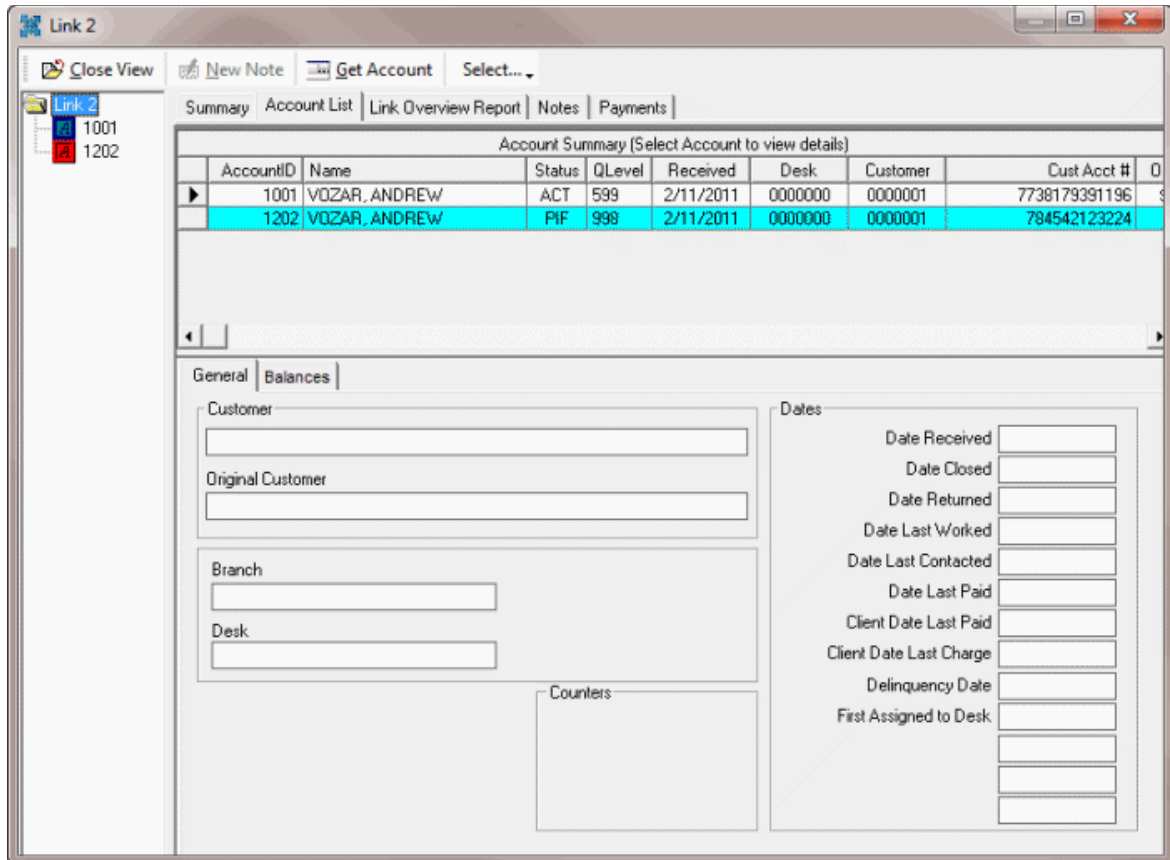 Link 2
Close View New Note Get Account Select...
Link 2
1001
1202
Summary Account List Link Overview Report Notes Payments
Account Summary (Select Account to view details)
AccountID Name Status QLevel Received Desk Customer Cust Acct # O
1001 VOZAR, ANDREW ACT 599 2/11/2011 0000000 0000001 7738179391196
1202 VOZAR, ANDREW PIF 998 2/11/2011 0000000 0000001 784542123224
General Balances
Customer
Original Customer
Branch
Desk
Counters
Dates
Date Received
Date Closed
Date Returned
Date Last Worked
Date Last Contacted
Date Last Paid
Client Date Last Paid
Client Date Last Charge
Delinquency Date
First Assigned to Desk